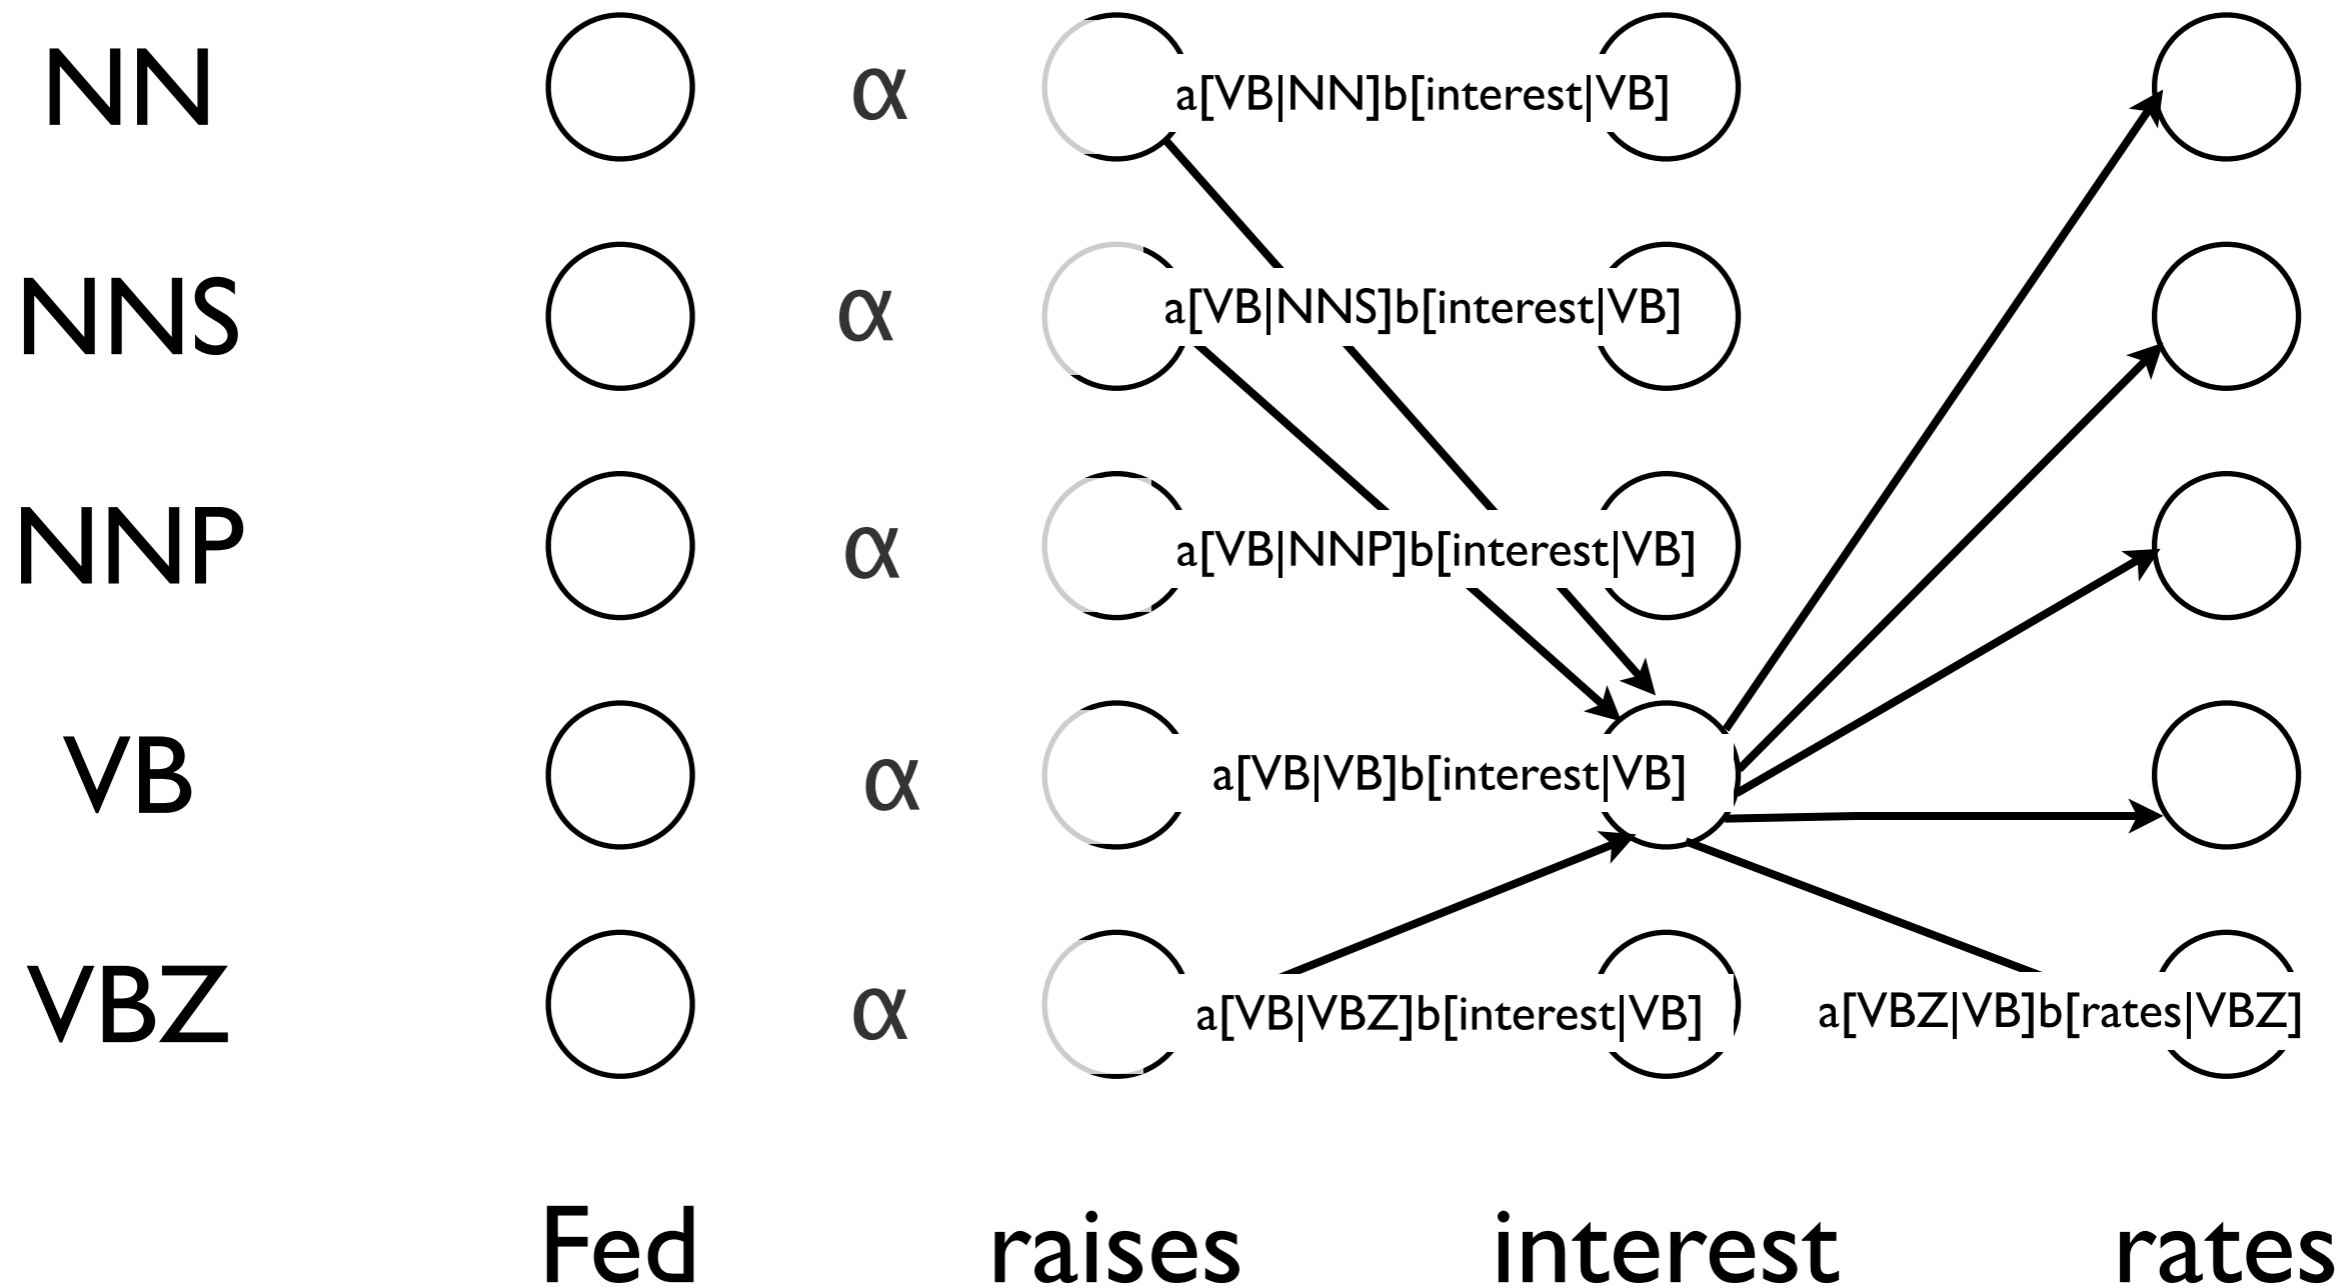 NN α a[VB|NN]b[interest|VB]
NNS α a[VB|NNS]b[interest|VB]
NNP α a[VB|NNP]b[interest|VB]
VB α a[VB|VB]b[interest|VB]
VBZ α a[VB|VBZ]b[interest|VB] a[VBZ|VB]b[rates|VBZ]
Fed raises interest rates